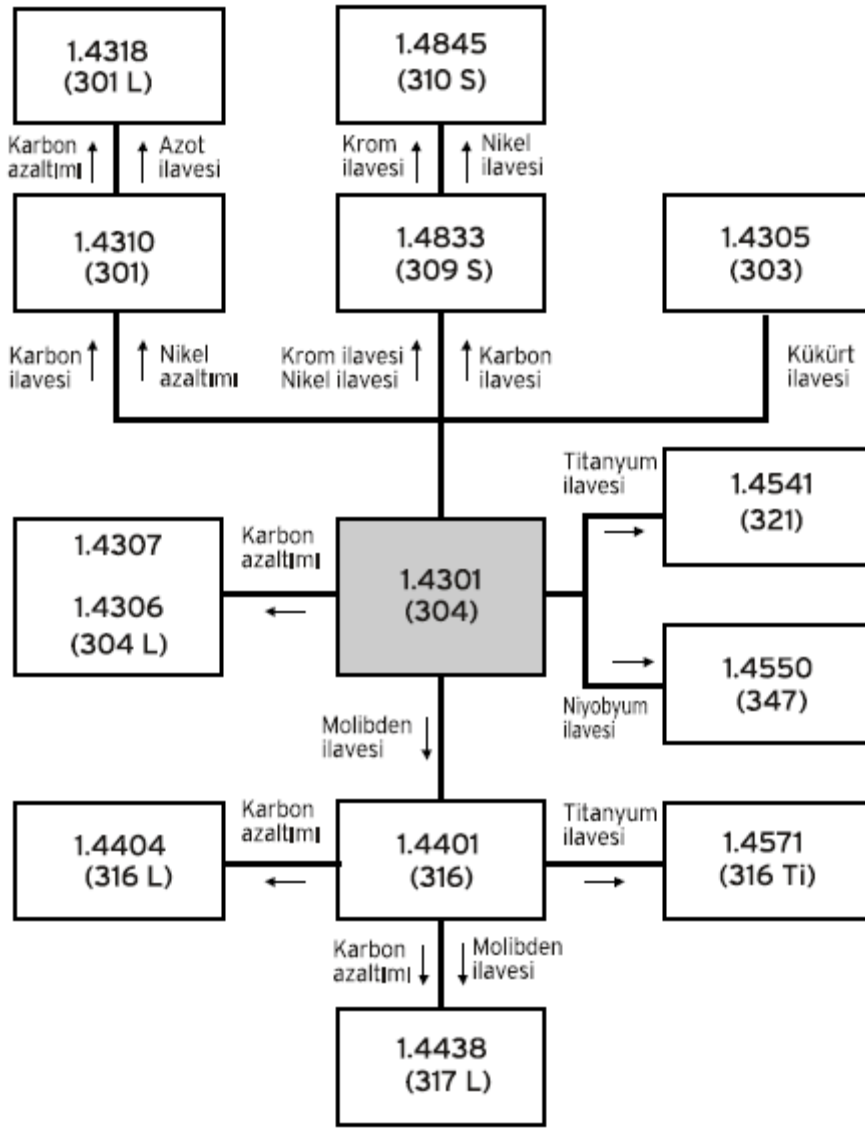 1.4318
(301 L)
1.4845
(310 S)
Karbon
azaltımı
Azot
ilavesi
Krom
ilavesi
Nikel
ilavesi
1.4310
(301)
1.4833
(309 S)
1.4305
(303)
Karbon
ilavesi
Nikel
azaltımı
Krom ilavesi
Nikel ilavesi
Karbon
ilavesi
Kükürt
ilavesi
Titanyum
ilavesi
1.4541
(321)
1.4307
1.4306
(304 L)
Karbon
azaltımı
1.4301
(304)
1.4550
(347)
Niyobyum
ilavesi
Molibden
ilavesi
1.4404
(316 L)
Karbon
azaltımı
1.4401
(316)
Titanyum
ilavesi
1.4571
(316 Ti)
Karbon
azaltımı
Molibden
ilavesi
1.4438
(317 L)